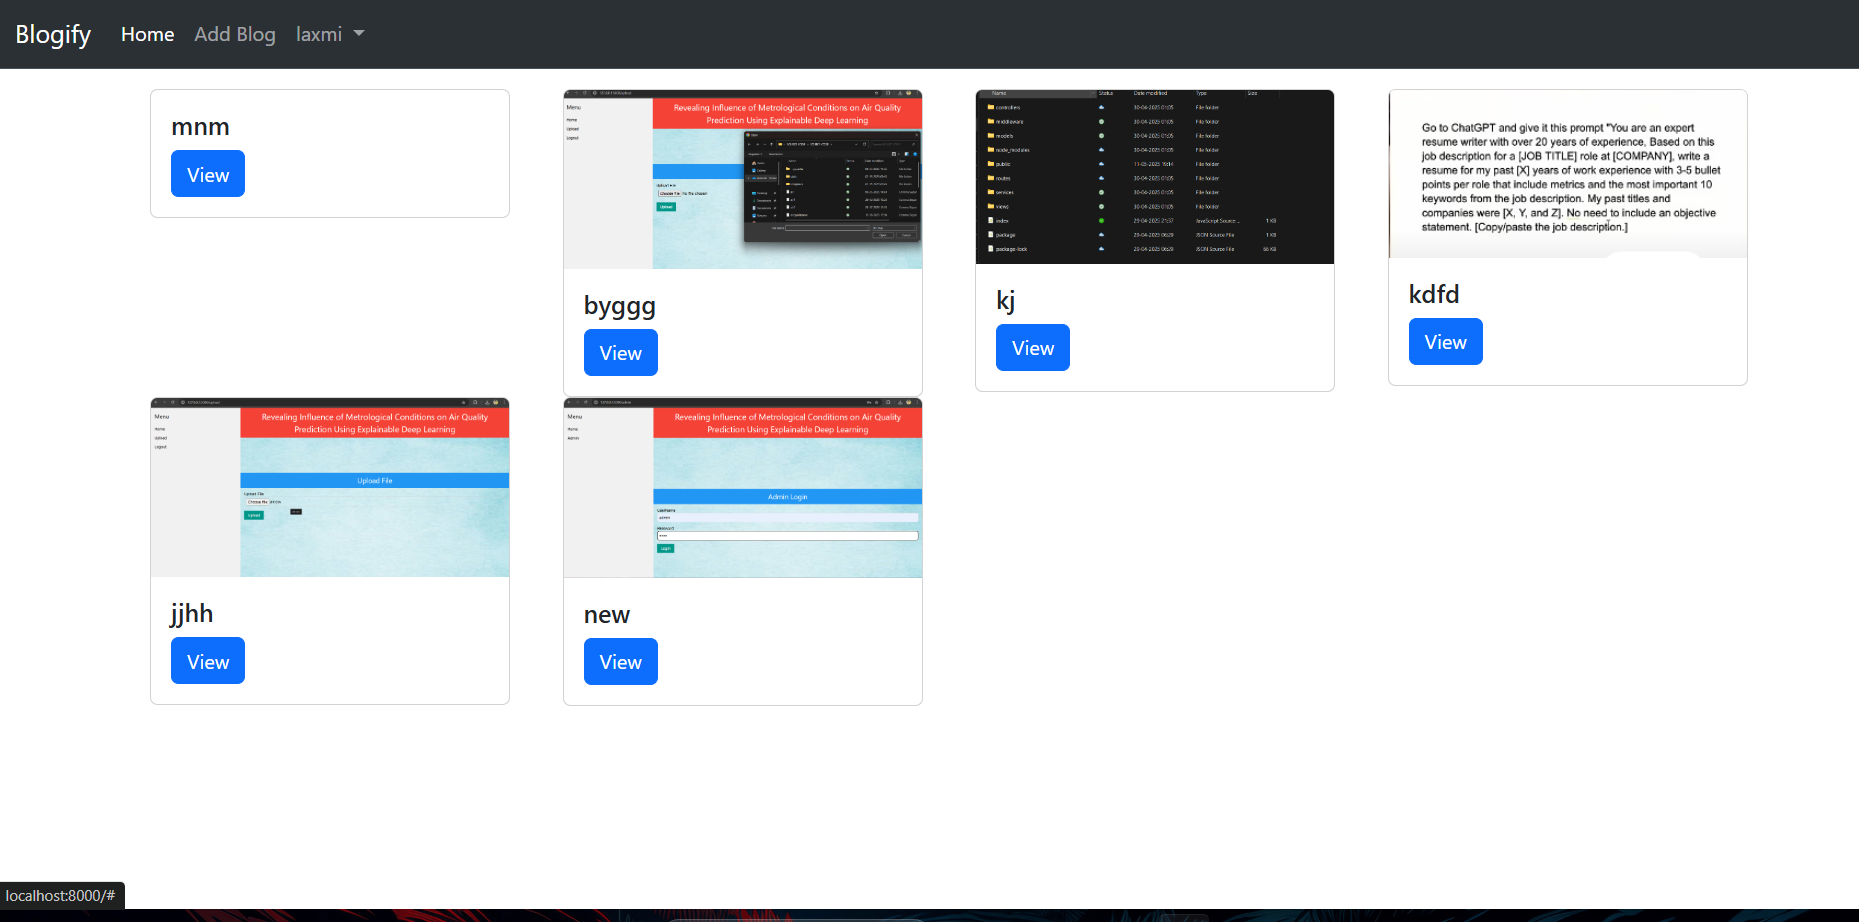 Blogify Home Add Blog laxmi
mnm
View
Menu
Home
Upload
Logout
Revealing Influence of Metrological Conditions on Air Quality
Prediction Using Explainable Deep Learning
Upload File
Upload
byggg
View
Name Status Date modified Type Size
controllers 30-04-2025 01:05 File folder
middleware 30-04-2025 01:05 File folder
models 30-04-2025 01:05 File folder
node_modules 30-04-2025 01:05 File folder
public 11-05-2025 19:14 File folder
routes 30-04-2025 01:05 File folder
services 30-04-2025 01:05 File folder
views 30-04-2025 01:05 File folder
index 29-04-2025 21:37 JavaScript Source... 1 KB
package 29-04-2025 06:29 JSON Source File 1 KB
package-lock 29-04-2025 06:29 JSON Source File 66 KB
kj
View
Go to ChatGPT and give it this prompt "You are an expert
resume writer with over 20 years of experience, Based on this
job description for a [JOB TITLE] role at [COMPANY], write a
resume for my past [X] years of work experience with 3-5 bullet
points per role that include metrics and the most important 10
keywords from the job description. My past titles and
companies were [X, Y, and Z]. No need to include an objective
statement. [Copy/paste the job description.]
kdfd
View
Menu
Home
Upload
Logout
Revealing Influence of Metrological Conditions on Air Quality
Prediction Using Explainable Deep Learning
Upload File
Upload File
Choose File
Upload
jjhh
View
Menu
Home
Admin
Revealing Influence of Metrological Conditions on Air Quality
Prediction Using Explainable Deep Learning
Admin Login
UserName
admin
Password
Login
new
View
localhost:8000/#